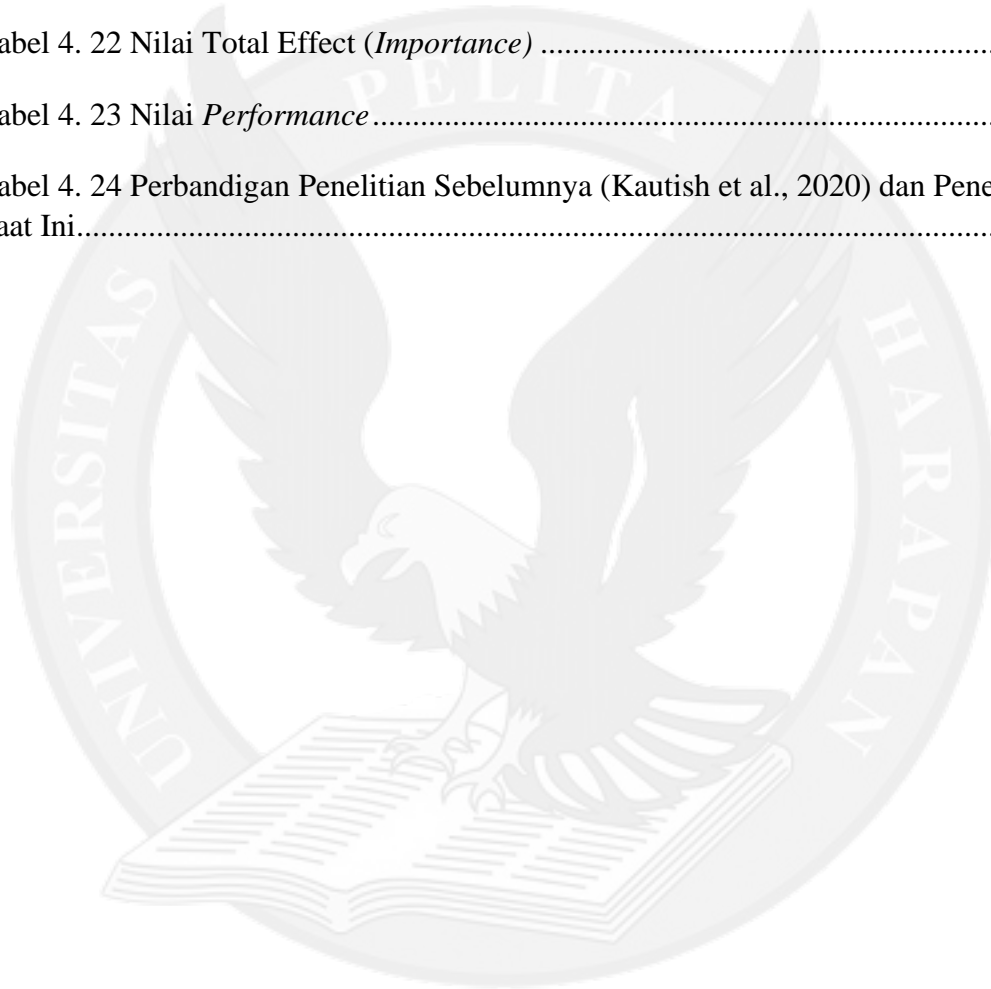 abel 4. 22 Nilai Total Effect (Importance) ....................................................
abel 4. 23 Nilai Performance....................................................
abel 4. 24 Perbandigan Penelitian Sebelumnya (Kautish et al., 2020) dan Pene
aat Ini....................................................
UNIVERSITAS PELITA HARAPAN